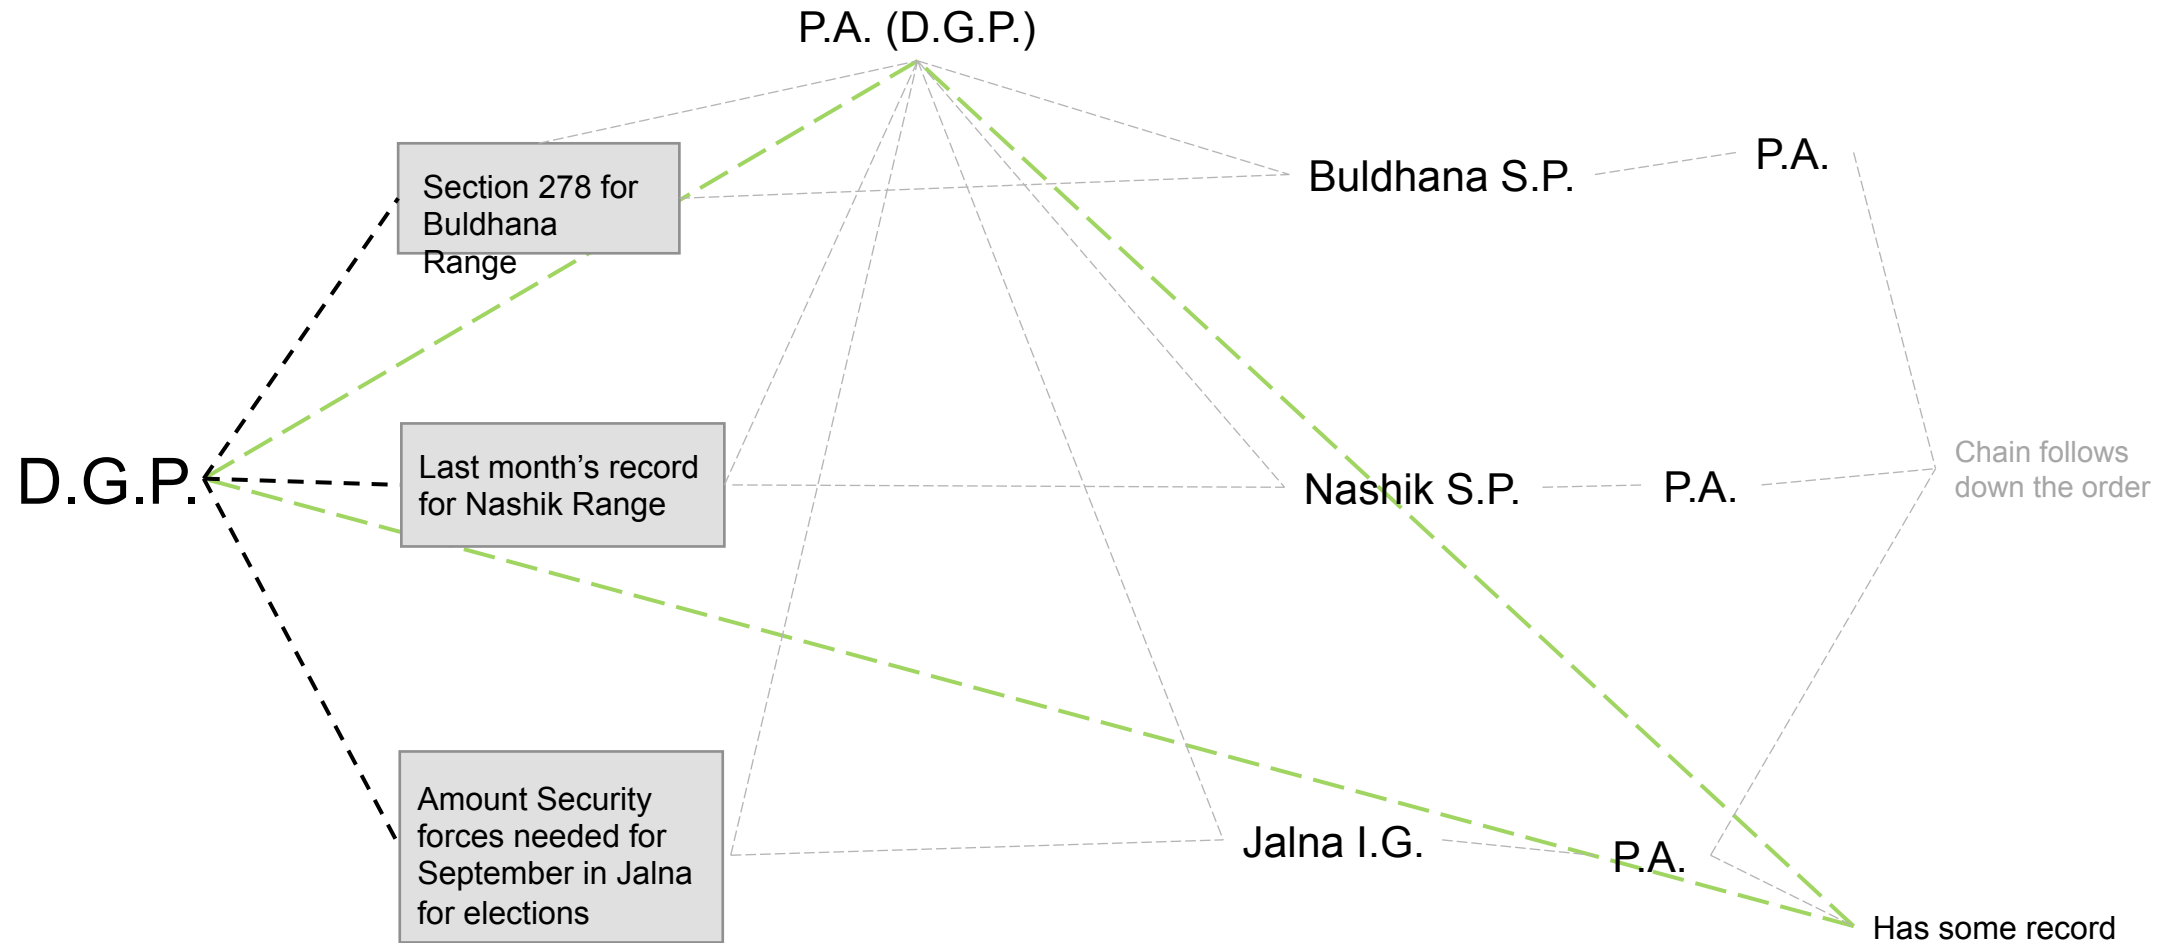 P.A. (D.G.P.)
Section 278 for
Buldhana
Range
Buldhana S.P.
P.A.
D.G.P.
Last month’s record
for Nashik Range
Nashik S.P.
P.A.
Chain follows
down the order
Amount Security
forces needed for
September in Jalna
for elections
Jalna I.G.
P.A.
Has some record